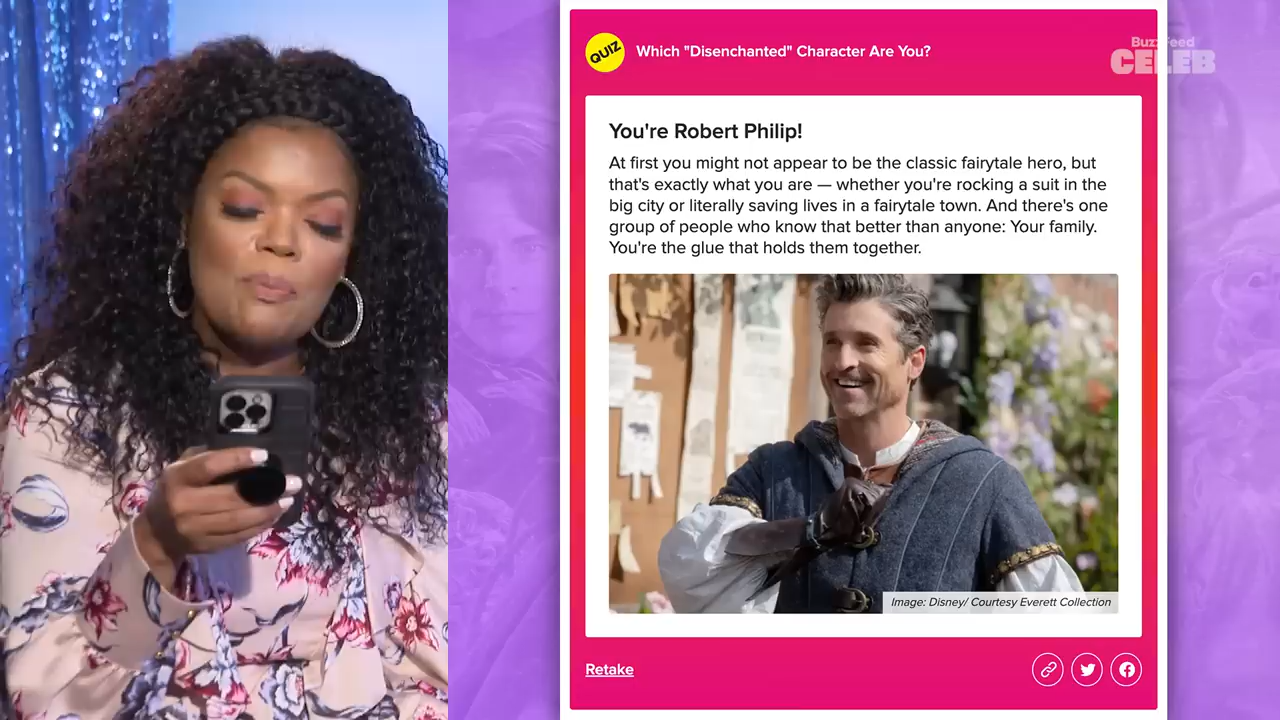 QUIZ
Which "Disenchanted" Character Are You?
BuzzFeed
CELEB
You're Robert Philip!
At first you might not appear to be the classic fairytale hero, but
that's exactly what you are — whether you're rocking a suit in the
big city or literally saving lives in a fairytale town. And there's one
group of people who know that better than anyone: Your family.
You're the glue that holds them together.
Image: Disney/ Courtesy Everett Collection
Retake